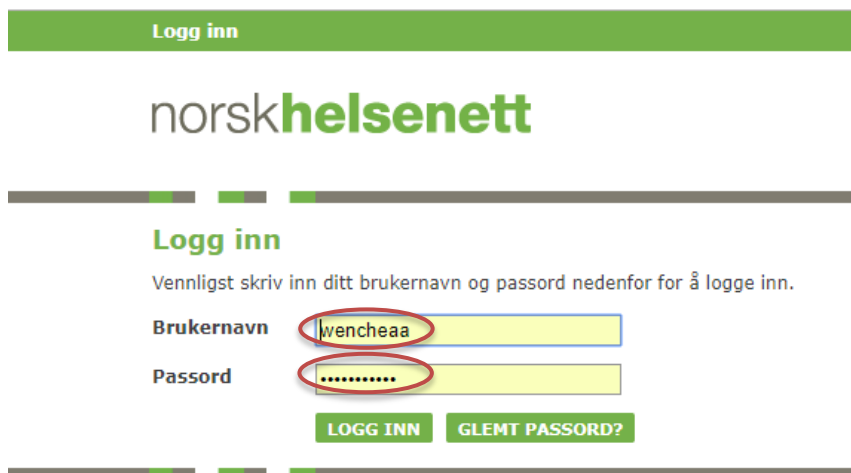 Logg inn
norskhelsenett
Logg inn
Vennligst skriv inn ditt brukernavn og passord nedenfor for å logge inn.
Brukernavn wencheaa
Passord •••••••••••
LOGG INN GLEMT PASSORD?